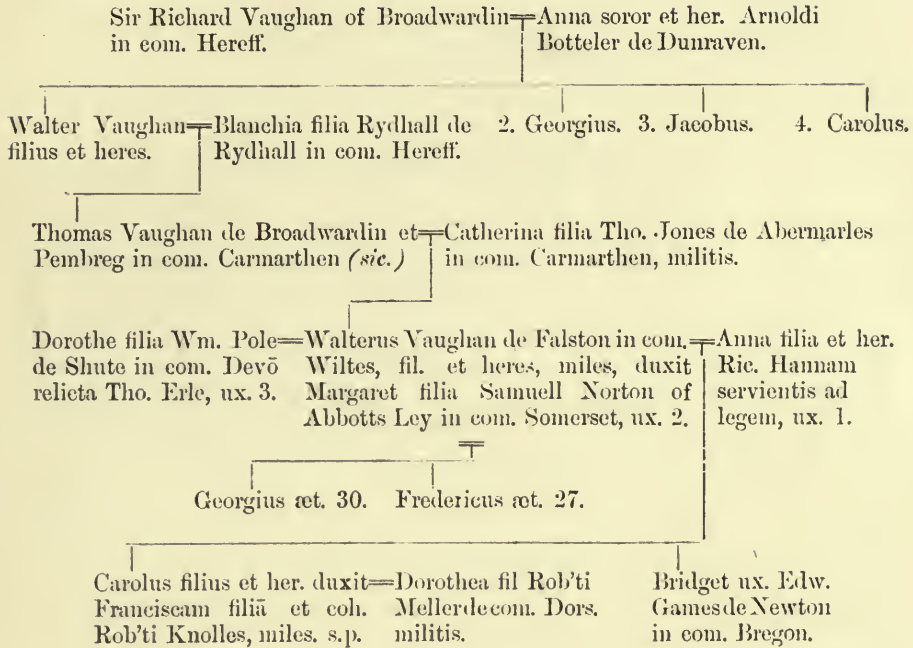 Sir Richard Vaughan of Broadwardin=Anna soror et her. Arnoldi
in com. Hereff. Botteler de Dunraven.
Walter Vaughan=Blanchia filia Rydhall de 2. Georgius. 3. Jacobus. 4. Carolus.
filius et heres. Rydhall in com. Hereff.
Thomas Vaughan de Broadwardin et=Catherina filia Tho. Jones de Abermarles
Pembreg in com. Carmarthen (sic.) in com. Carmarthen, militis.
Dorothe filia Wm. Pole=Walterus Vaughan de Falston in com.=Anna filia et her.
de Shute in com. Devō Wiltes, fil. et heres, miles, duxit Ric. Hannam
relicta Tho. Erle, ux. 3. Margaret filia Samuell Norton of servientis ad
Abbotts Ley in com. Somerset, ux. 2. legem, ux. 1.
Georgius æt. 30. Fredericus æt. 27.
Carolus filius et her. duxit=Dorothea fil Rob'ti Bridget ux. Edw.
Franciscam filiā et coh. Meller de com. Dors. Games de Newton
Rob'ti Knolles, miles. s.p. militis. in com. Bregon.